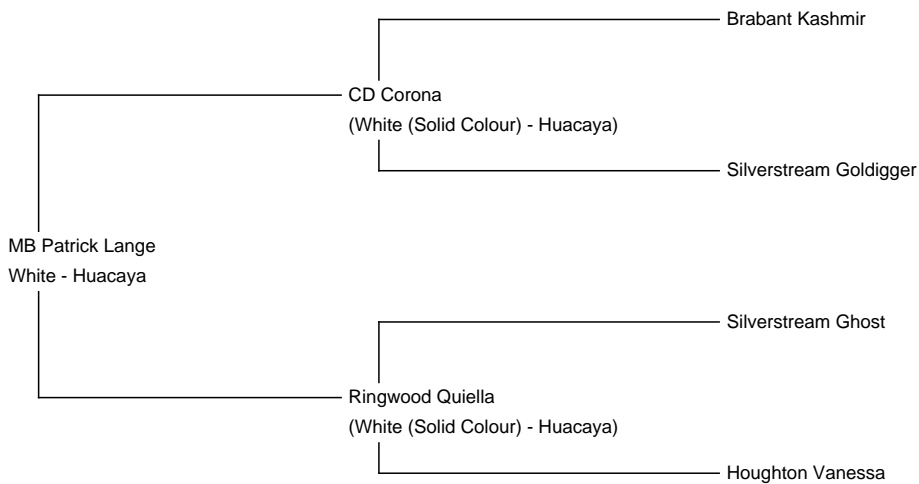 Brabant Kashmir
CD Corona
(White (Solid Colour) - Huacaya)
Silverstream Goldigger
MB Patrick Lange
White - Huacaya
Silverstream Ghost
Ringwood Quiella
(White (Solid Colour) - Huacaya)
Houghton Vanessa